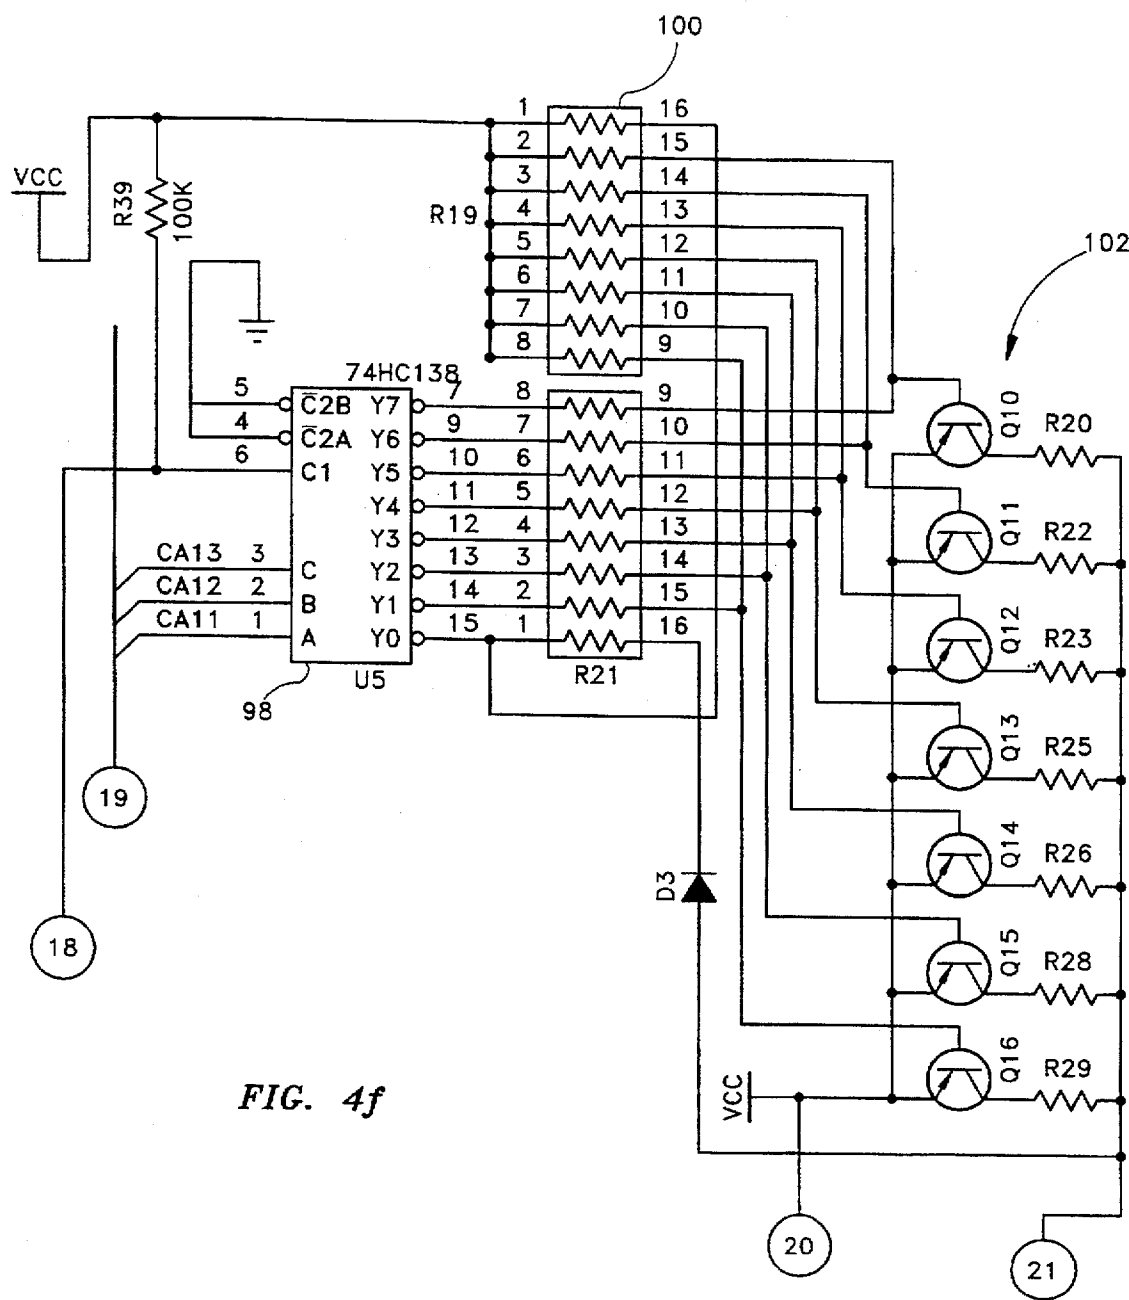 100
1 16
2 15
VCC
R39
100K
3 14
R19
4 13
5 12
102
6 11
7 10
8 9
74HC138
5 C̅2B Y7 7 8 9
Q10
R20
4 C̅2A Y6 9 7 10
6 C1 Y5 10 6 11
Y4 11 5 12
Q11
R22
Y3 12 4 13
CA13 3 C Y2 13 3 14
CA12 2 B Y1 14 2 15
CA11 1 A Y0 15 1 16
Q12
R23
U5
R21
98
Q13
R25
19
Q14
R26
D3
18
Q15
R28
Q16
R29
FIG. 4f
VCC
20
21